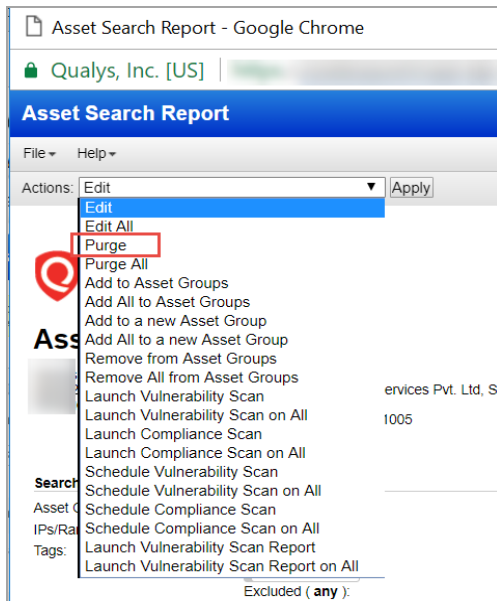 Asset Search Report - Google Chrome
Qualys, Inc. [US]
Asset Search Report
File Help
Actions: Edit Apply
Edit
Edit All
Purge
Purge All
Add to Asset Groups
Add All to Asset Groups
Add to a new Asset Group
Add All to a new Asset Group
Remove from Asset Groups
Remove All from Asset Groups
Launch Vulnerability Scan
Launch Vulnerability Scan on All
Launch Compliance Scan
Launch Compliance Scan on All
Schedule Vulnerability Scan
Schedule Vulnerability Scan on All
Schedule Compliance Scan
Schedule Compliance Scan on All
Launch Vulnerability Scan Report
Launch Vulnerability Scan Report on All
Ass
ervices Pvt. Ltd, S
1005
Search
Asset G
IPs/Ra
Tags:
Excluded ( any ):